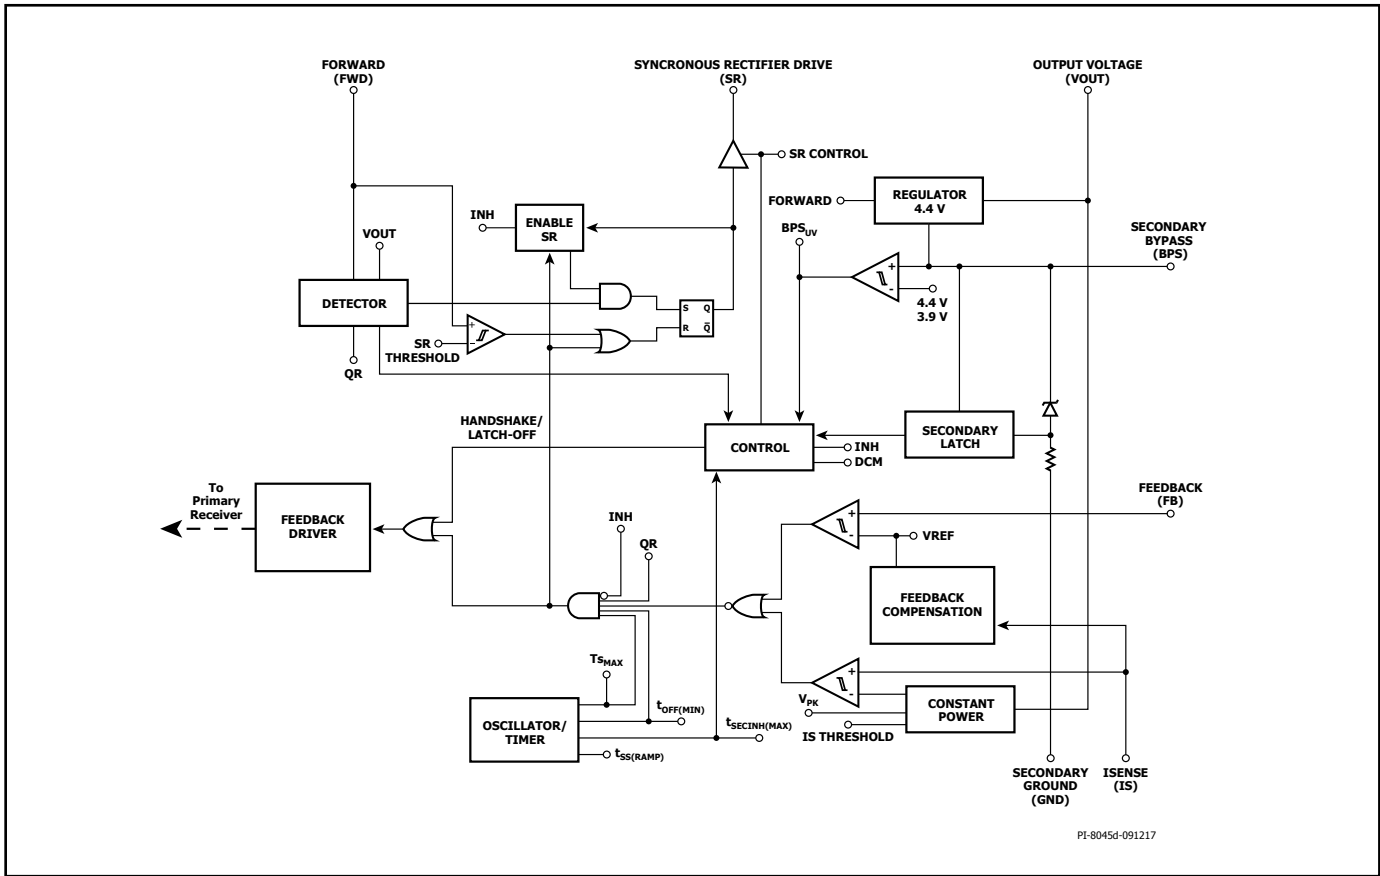 FORWARD
(FWD)
SYNCRONOUS RECTIFIER DRIVE
(SR)
OUTPUT VOLTAGE
(VOUT)
SR CONTROL
REGULATOR
4.4 V
FORWARD
INH
ENABLE
SR
BPSUV
SECONDARY
BYPASS
(BPS)
VOUT
+
-
4.4 V
3.9 V
DETECTOR
S Q
R Q̅
+
-
SR
THRESHOLD
QR
HANDSHAKE/
LATCH-OFF
CONTROL
SECONDARY
LATCH
INH
DCM
To
Primary
Receiver
FEEDBACK
DRIVER
FEEDBACK
(FB)
INH
QR
+
-
VREF
FEEDBACK
COMPENSATION
TsMAX
+
-
VPK
CONSTANT
POWER
OSCILLATOR/
TIMER
tOFF(MIN)
tSECINH(MAX)
IS THRESHOLD
tSS(RAMP)
SECONDARY
GROUND
(GND)
ISENSE
(IS)
PI-8045d-091217